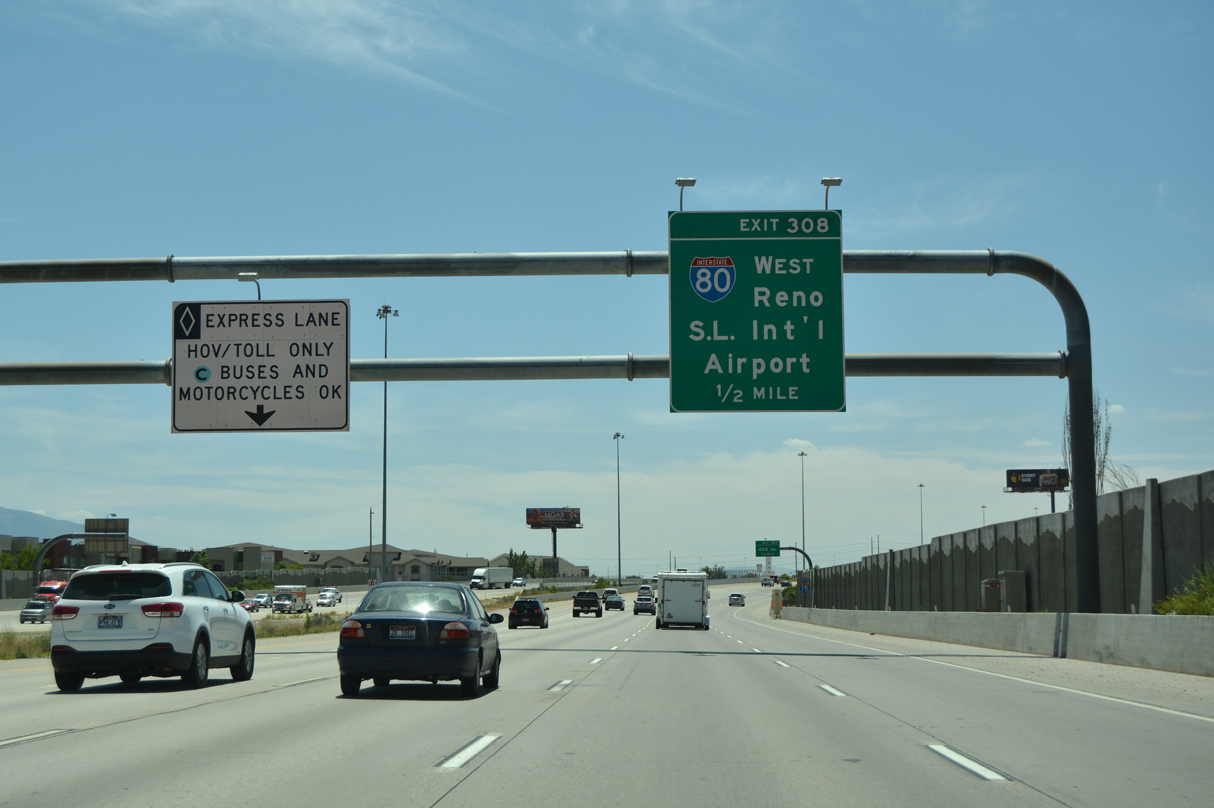 EXPRESS LANE
HOV/TOLL ONLY
C BUSES AND
MOTORCYCLES OK
EXIT 308
INTERSTATE
80
WEST
Reno
S.L. Int'l
Airport
1/2 MILE